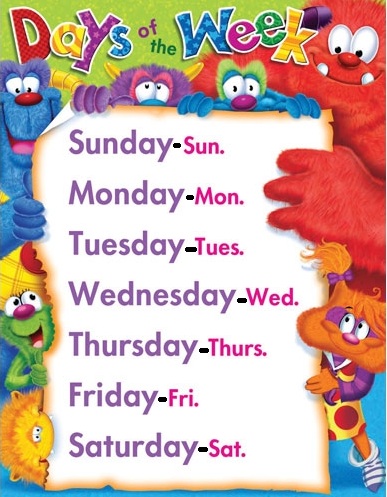 Days of the Week
Sunday-Sun.
Monday-Mon.
Tuesday-Tues.
Wednesday-Wed.
Thursday-Thurs.
Friday-Fri.
Saturday-Sat.